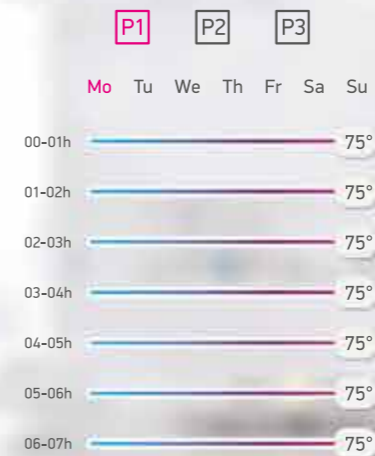 P1 P2 P3
Mo Tu We Th Fr Sa Su
00-01h 75°
01-02h 75°
02-03h 75°
03-04h 75°
04-05h 75°
05-06h 75°
06-07h 75°